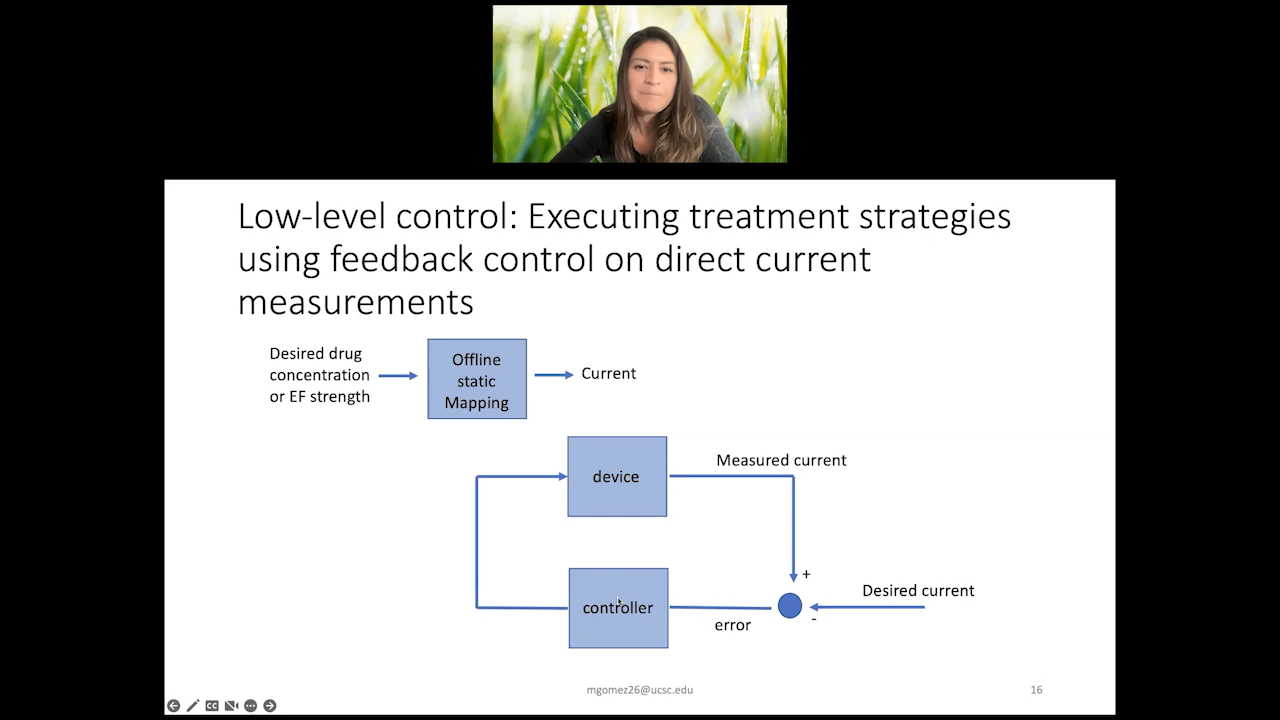 Low-level control: Executing treatment strategies
using feedback control on direct current
measurements
Desired drug
concentration
or EF strength
Offline
static
Mapping
Current
device
Measured current
+
Desired current
-
controller
error
mgomez26@ucsc.edu
16
CC